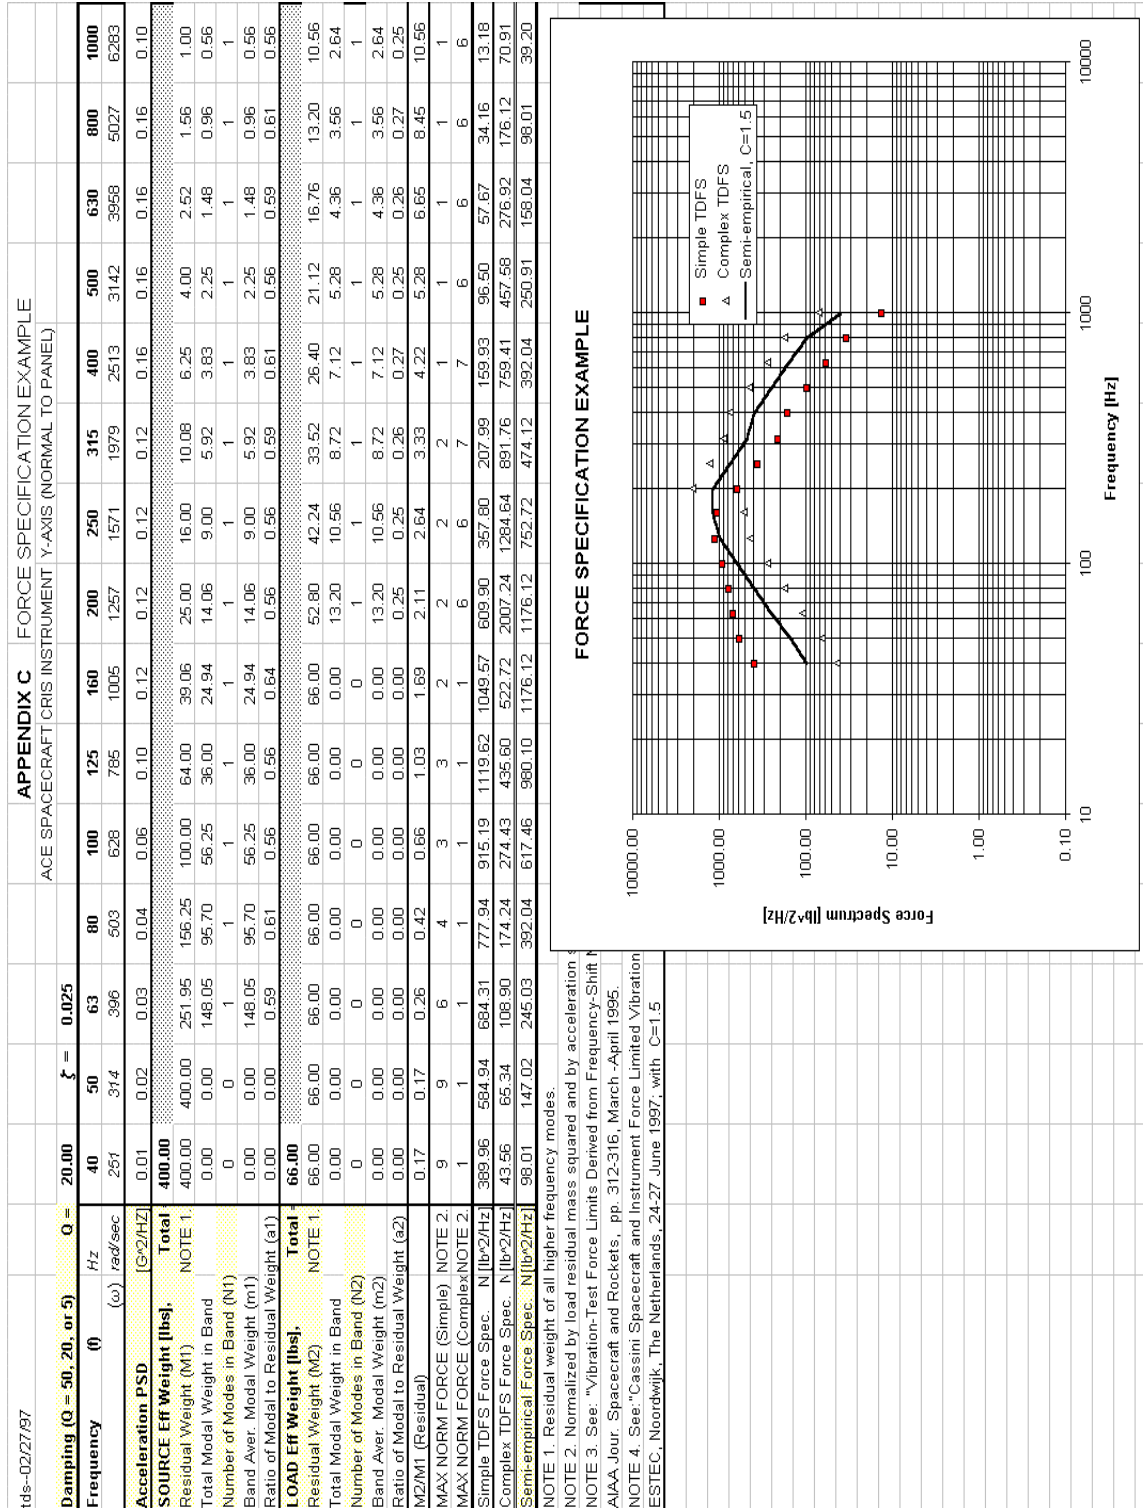 tds--02/27/97 APPENDIX C FORCE SPECIFICATION EXAMPLE
ACE SPACECRAFT CRIS INSTRUMENT Y-AXIS (NORMAL TO PANEL)
Damping (Q = 50, 20, or 5) Q = 20.00 ζ = 0.025
Frequency (f) Hz 40 50 63 80 100 125 160 200 250 315 400 500 630 800 1000
(ω) rad/sec 251 314 396 503 628 785 1005 1257 1571 1979 2513 3142 3958 5027 6283
Acceleration PSD [G^2/HZ] 0.01 0.02 0.03 0.04 0.06 0.10 0.12 0.12 0.12 0.12 0.16 0.16 0.16 0.16 0.10
SOURCE Eff Weight [lbs], Total 400.00
Residual Weight (M1) NOTE 1. 400.00 400.00 251.95 156.25 100.00 64.00 39.06 25.00 16.00 10.08 6.25 4.00 2.52 1.56 1.00
Total Modal Weight in Band 0.00 0.00 148.05 95.70 56.25 36.00 24.94 14.06 9.00 5.92 3.83 2.25 1.48 0.96 0.56
Number of Modes in Band (N1) 0 0 1 1 1 1 1 1 1 1 1 1 1 1 1
Band Aver. Modal Weight (m1) 0.00 0.00 148.05 95.70 56.25 36.00 24.94 14.06 9.00 5.92 3.83 2.25 1.48 0.96 0.56
Ratio of Modal to Residual Weight (a1) 0.00 0.00 0.59 0.61 0.56 0.56 0.64 0.56 0.56 0.59 0.61 0.56 0.59 0.61 0.56
LOAD Eff Weight [lbs], Total = 66.00
Residual Weight (M2) NOTE 1. 66.00 66.00 66.00 66.00 66.00 66.00 66.00 52.80 42.24 33.52 26.40 21.12 16.76 13.20 10.56
Total Modal Weight in Band 0.00 0.00 0.00 0.00 0.00 0.00 0.00 13.20 10.56 8.72 7.12 5.28 4.36 3.56 2.64
Number of Modes in Band (N2) 0 0 0 0 0 0 0 1 1 1 1 1 1 1 1
Band Aver. Modal Weight (m2) 0.00 0.00 0.00 0.00 0.00 0.00 0.00 13.20 10.56 8.72 7.12 5.28 4.36 3.56 2.64
Ratio of Modal to Residual Weight (a2) 0.00 0.00 0.00 0.00 0.00 0.00 0.00 0.25 0.25 0.26 0.27 0.25 0.26 0.27 0.25
M2/M1 (Residual) 0.17 0.17 0.26 0.42 0.66 1.03 1.69 2.11 2.64 3.33 4.22 5.28 6.65 8.45 10.56
MAX NORM FORCE (Simple) NOTE 2. 9 9 6 4 3 3 2 2 2 2 1 1 1 1 1
MAX NORM FORCE (Complex NOTE 2. 1 1 1 1 1 1 1 6 6 7 7 6 6 6 6
Simple TDFS Force Spec. N [lb^2/Hz] 389.96 584.94 684.31 777.94 915.19 1119.62 1049.57 609.90 357.80 207.99 159.93 96.50 57.67 34.16 13.18
Complex TDFS Force Spec. N [lb^2/Hz] 43.56 65.34 108.90 174.24 274.43 435.60 522.72 2007.24 1284.64 891.76 759.41 457.58 276.92 176.12 70.91
Semi-empirical Force Spec. N [lb^2/Hz] 98.01 147.02 245.03 392.04 617.46 980.10 1176.12 1176.12 752.72 474.12 392.04 250.91 158.04 98.01 39.20
NOTE 1. Residual weight of all higher frequency modes.
NOTE 2. Normalized by load residual mass squared and by acceleration s
NOTE 3. See: "Vibration-Test Force Limits Derived from Frequency-Shift M
AIAA Jour. Spacecraft and Rockets, pp. 312-316, March -April 1995.
NOTE 4. See:"Cassini Spacecraft and Instrument Force Limited Vibration
ESTEC, Noordwijk, The Netherlands, 24-27 June 1997; with C=1.5
FORCE SPECIFICATION EXAMPLE
Force Spectrum [lb^2/Hz]
10000.00
1000.00
100.00
10.00
1.00
0.10
Simple TDFS
Complex TDFS
Semi-empirical, C=1.5
10 100 1000 10000
Frequency [Hz]